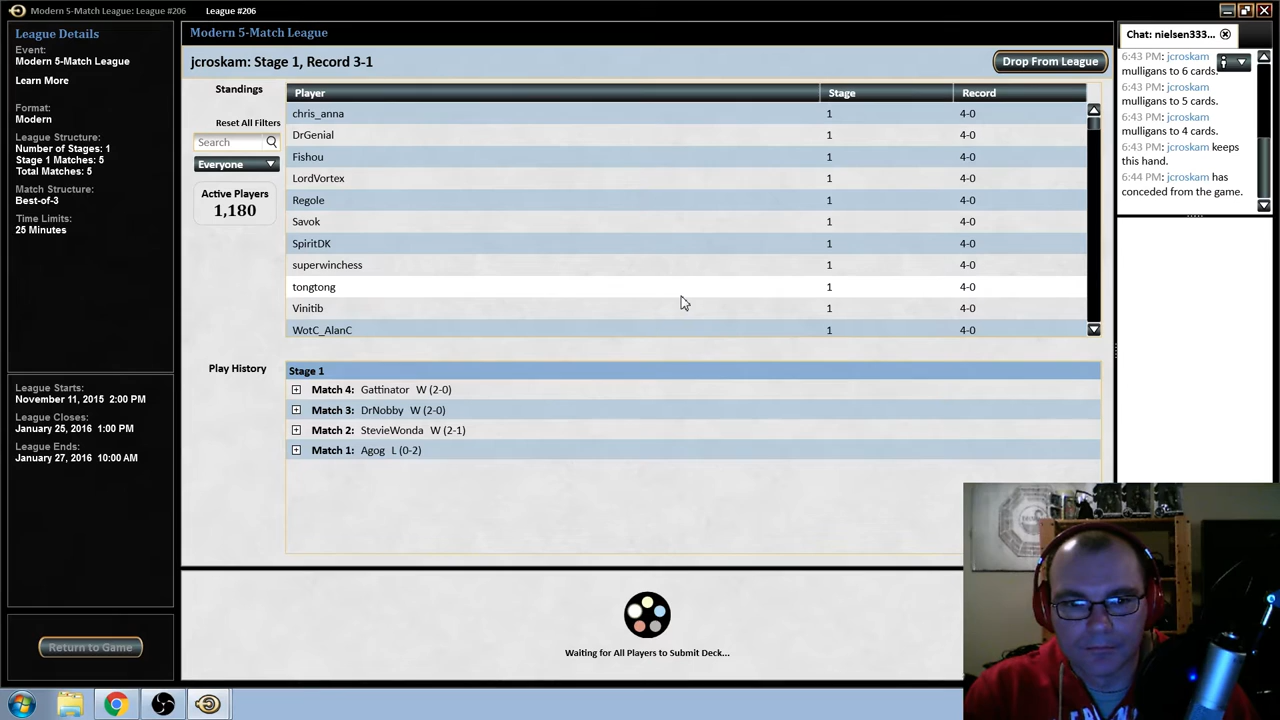 Modern 5-Match League: League #206
League #206
League Details
Event:
Modern 5-Match League
Learn More
Format:
Modern
League Structure:
Number of Stages: 1
Stage 1 Matches: 5
Total Matches: 5
Match Structure:
Best-of-3
Time Limits:
25 Minutes
League Starts:
November 11, 2015 2:00 PM
League Closes:
January 25, 2016 1:00 PM
League Ends:
January 27, 2016 10:00 AM
Return to Game
Modern 5-Match League
jcroskam: Stage 1, Record 3-1
Drop From League
Standings
Reset All Filters
Search
Everyone
Active Players
1,180
Player Stage Record
chris_anna 1 4-0
DrGenial 1 4-0
Fishou 1 4-0
LordVortex 1 4-0
Regole 1 4-0
Savok 1 4-0
SpiritDK 1 4-0
superwinchess 1 4-0
tongtong 1 4-0
Vinitib 1 4-0
WotC_AlanC 1 4-0
Play History
Stage 1
Match 4: Gattinator W (2-0)
Match 3: DrNobby W (2-0)
Match 2: StevieWonda W (2-1)
Match 1: Agog L (0-2)
Waiting for All Players to Submit Deck...
Chat: nielsen333...
6:43 PM: jcroskam
mulligans to 6 cards.
6:43 PM: jcroskam
mulligans to 5 cards.
6:43 PM: jcroskam
mulligans to 4 cards.
6:43 PM: jcroskam keeps
this hand.
6:44 PM: jcroskam has
conceded from the game.